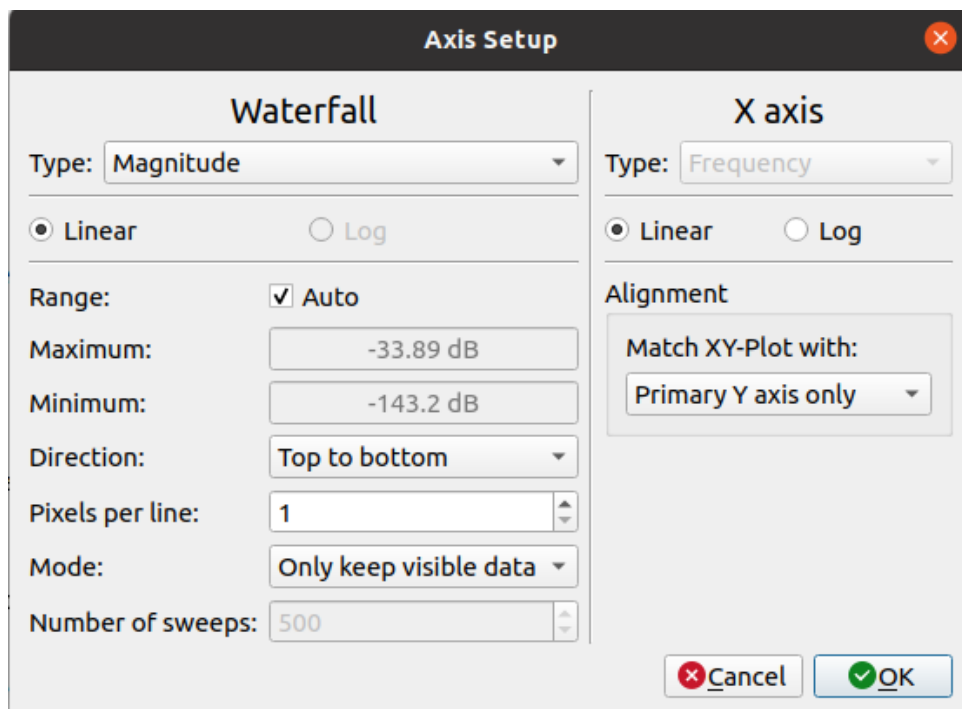 Axis Setup
Waterfall
Type: Magnitude
Linear Log
Range: Auto
Maximum: -33.89 dB
Minimum: -143.2 dB
Direction: Top to bottom
Pixels per line: 1
Mode: Only keep visible data
Number of sweeps: 500
X axis
Type: Frequency
Linear Log
Alignment
Match XY-Plot with:
Primary Y axis only
Cancel OK